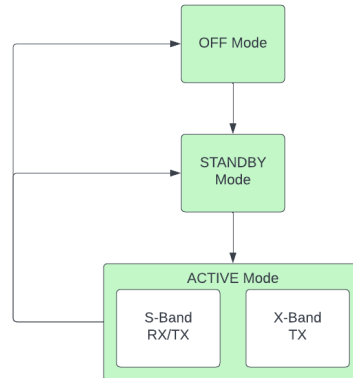 OFF Mode
STANDBY
Mode
ACTIVE Mode
S-Band
RX/TX
X-Band
TX